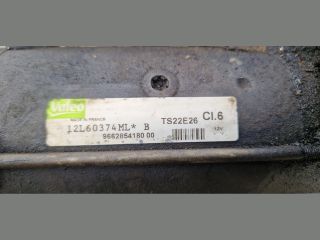 Valeo
MADE IN FRANCE
12L60374ML* B
TS22E26
Cl.6
9662854180 00
12V